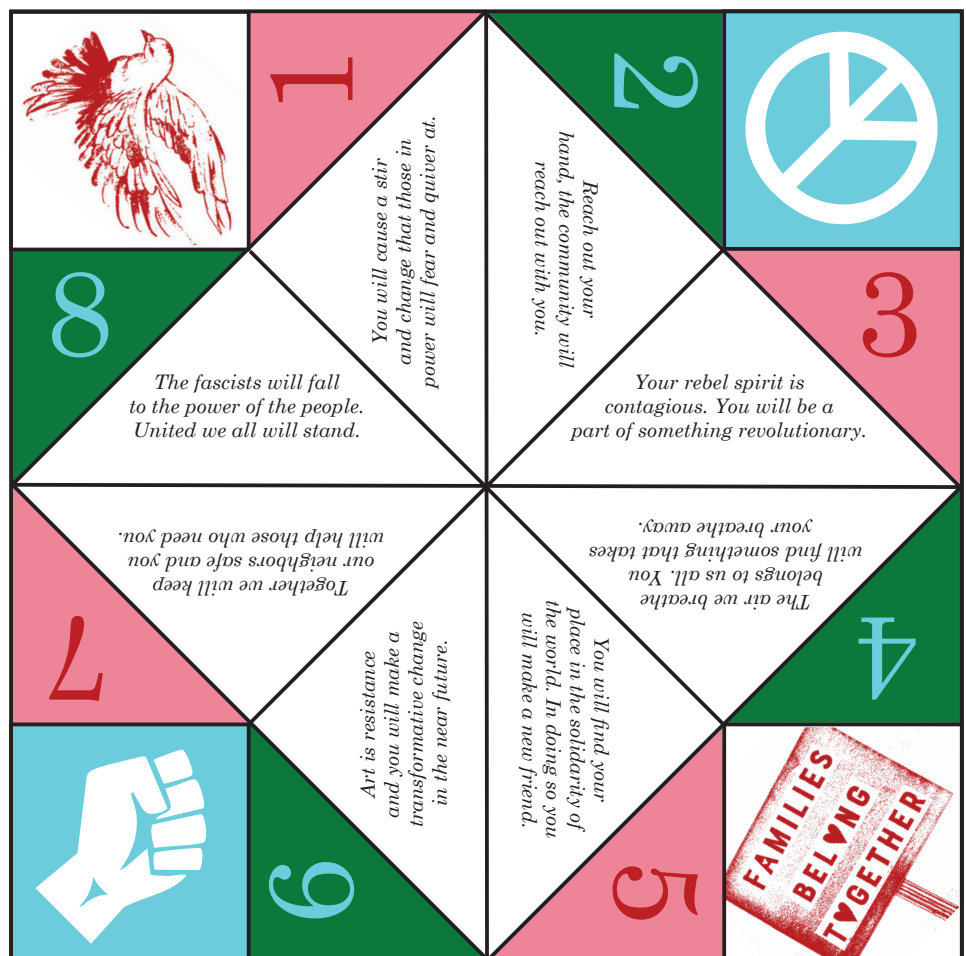 1
You will cause a stir
and change that those in
power will fear and quiver at.
2
Reach out your
hand, the community will
reach out with you.
3
Your rebel spirit is
contagious. You will be a
part of something revolutionary.
4
The air we breathe
belongs to us all. You
will find something that takes
your breathe away.
5
You will find your
place in the solidarity of
the world. In doing so you
will make a new friend.
6
Art is resistance
and you will make a
transformative change
in the near future.
7
Together we will keep
our neighbors safe and you
will help those who need you.
8
The fascists will fall
to the power of the people.
United we all will stand.
FAMILIES
BEL♥NG
T♥GETHER